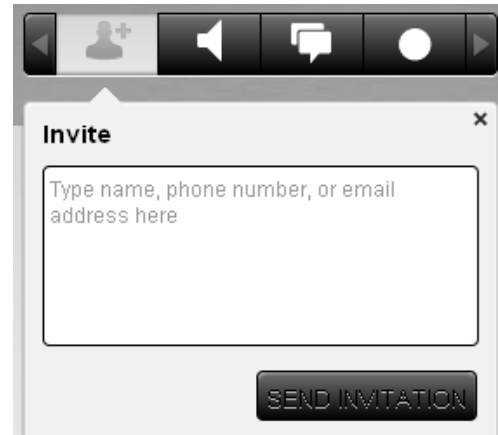 Invite
Type name, phone number, or email
address here
SEND INVITATION